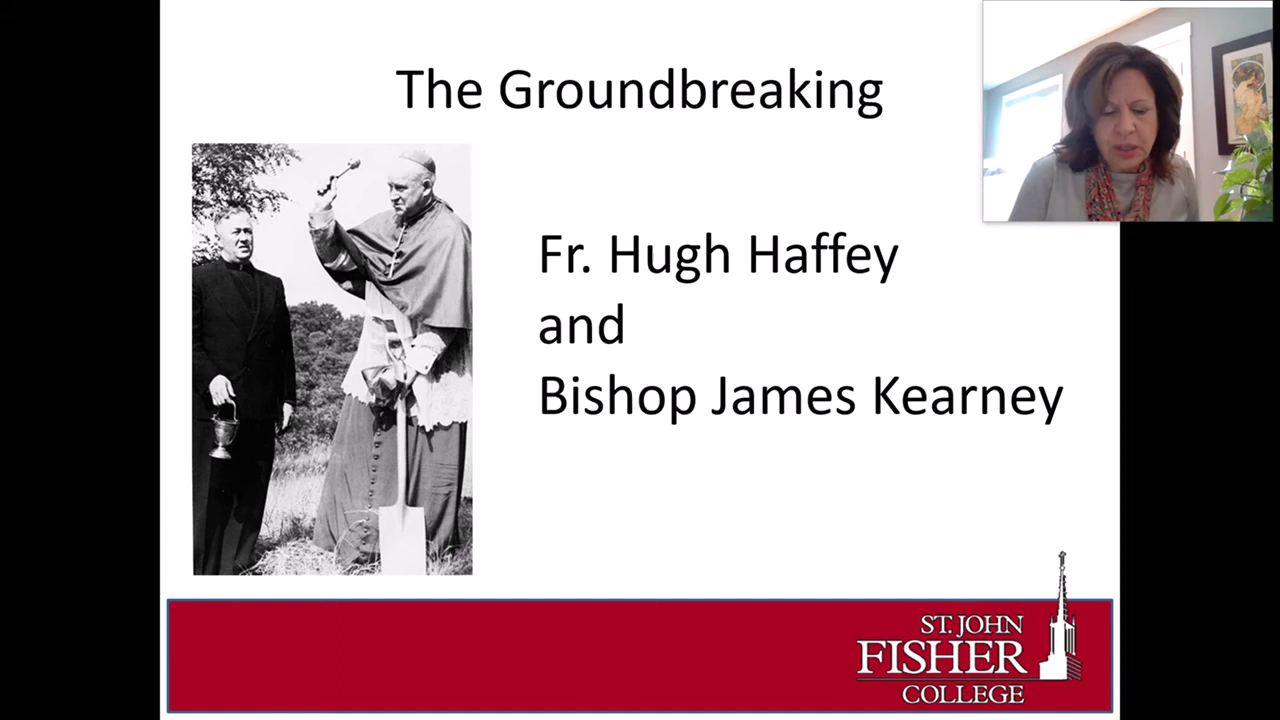 The Groundbreaking
Fr. Hugh Haffey
and
Bishop James Kearney
ST. JOHN
FISHER
COLLEGE